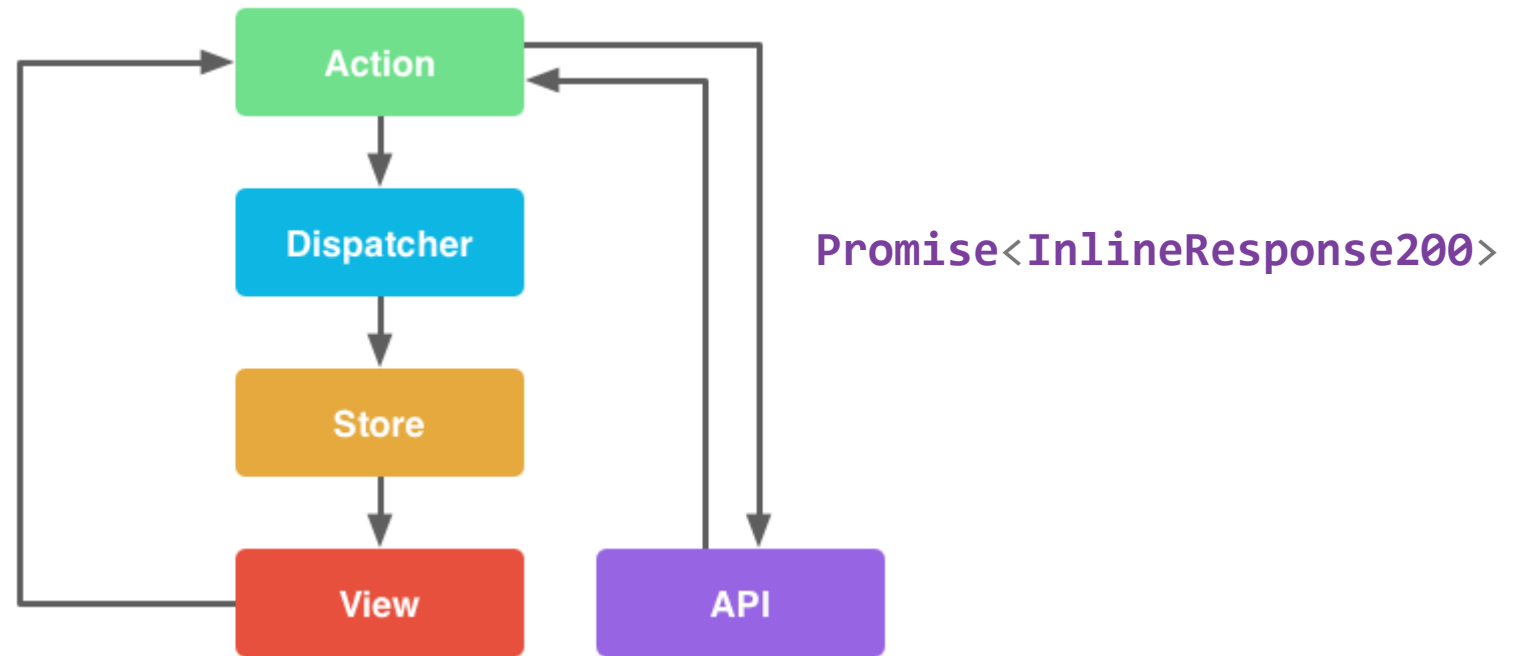 Action
Dispatcher
Promise<InlineResponse200>
Store
View
API